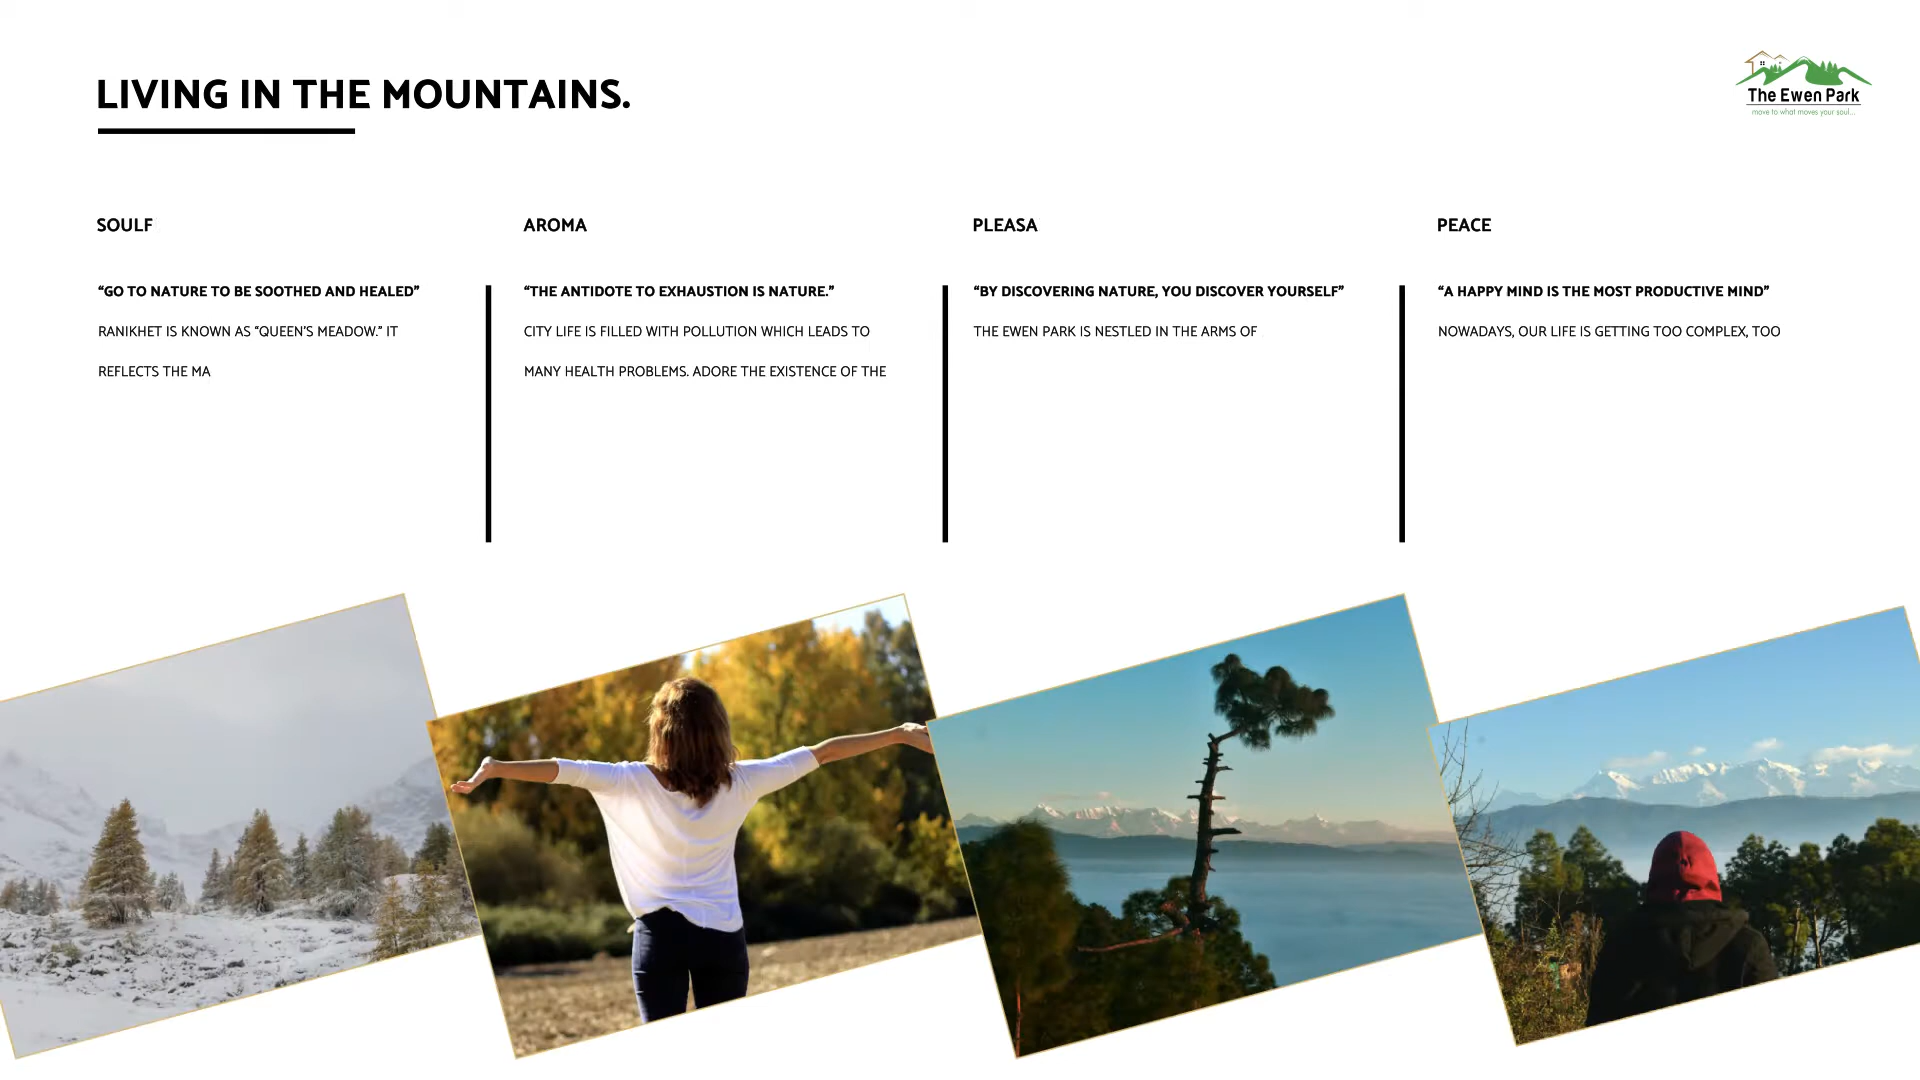 LIVING IN THE MOUNTAINS.
The Ewen Park
move to what moves your soul...
SOULF
“GO TO NATURE TO BE SOOTHED AND HEALED”
RANIKHET IS KNOWN AS “QUEEN’S MEADOW.” IT
REFLECTS THE MA
AROMA
“THE ANTIDOTE TO EXHAUSTION IS NATURE.”
CITY LIFE IS FILLED WITH POLLUTION WHICH LEADS TO
MANY HEALTH PROBLEMS. ADORE THE EXISTENCE OF THE
PLEASA
“BY DISCOVERING NATURE, YOU DISCOVER YOURSELF”
THE EWEN PARK IS NESTLED IN THE ARMS OF
PEACE
“A HAPPY MIND IS THE MOST PRODUCTIVE MIND”
NOWADAYS, OUR LIFE IS GETTING TOO COMPLEX, TOO